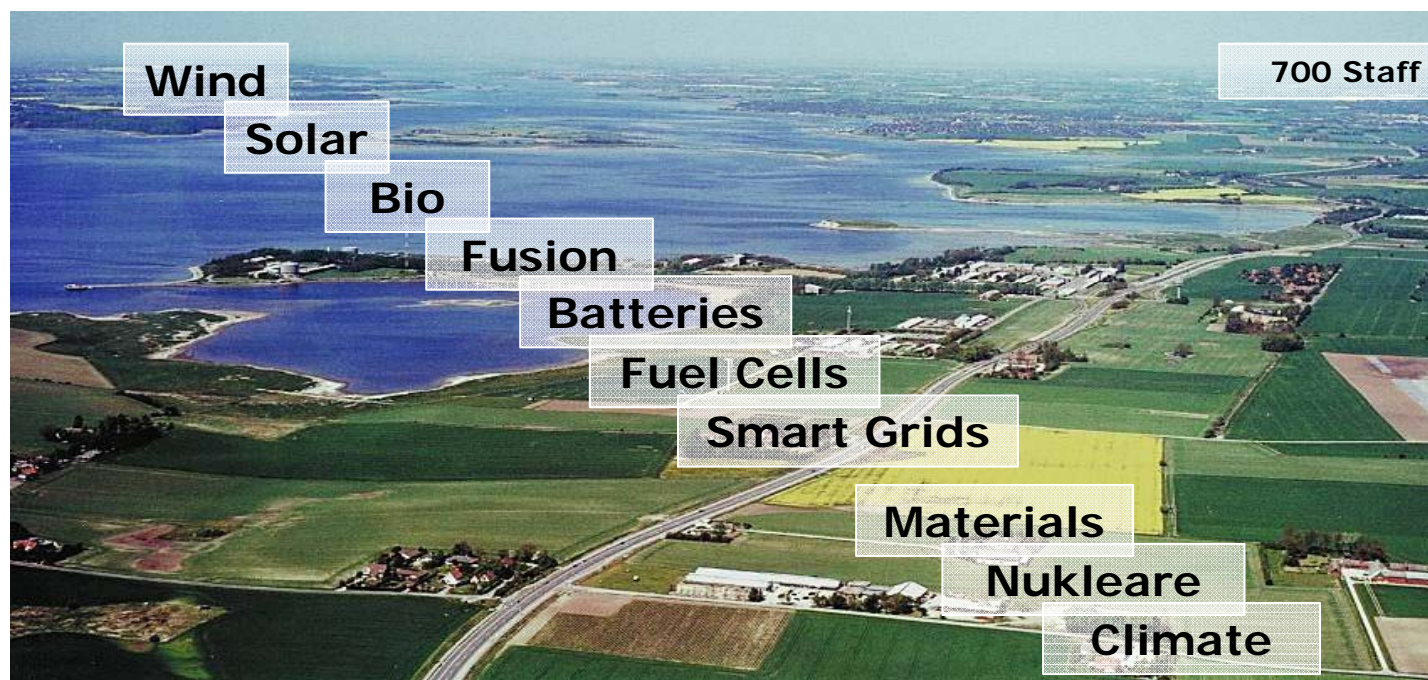 Wind
700 Staff
Solar
Bio
Fusion
Batteries
Fuel Cells
Smart Grids
Materials
Nukleare
Climate